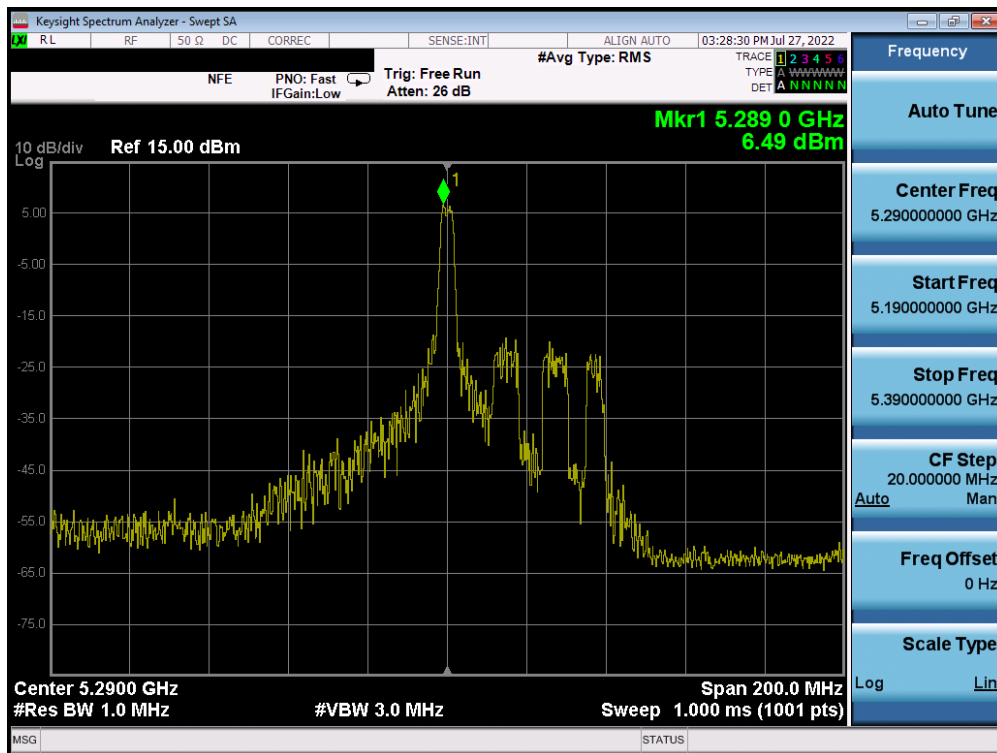 Keysight Spectrum Analyzer - Swept SA
LXI RL RF 50 Ω DC CORREC SENSE:INT ALIGN AUTO 03:28:30 PM Jul 27, 2022
NFE PNO: Fast IFGain:Low Trig: Free Run Atten: 26 dB #Avg Type: RMS
TRACE 1 2 3 4 5 6
TYPE A WWWWW
DET A N N N N N
Mkr1 5.289 0 GHz
6.49 dBm
10 dB/div Ref 15.00 dBm
Log
1
5.00
-5.00
-15.0
-25.0
-35.0
-45.0
-55.0
-65.0
-75.0
Center 5.2900 GHz Span 200.0 MHz
#Res BW 1.0 MHz #VBW 3.0 MHz Sweep 1.000 ms (1001 pts)
MSG STATUS
Frequency
Auto Tune
Center Freq
5.290000000 GHz
Start Freq
5.190000000 GHz
Stop Freq
5.390000000 GHz
CF Step
20.000000 MHz
Auto Man
Freq Offset
0 Hz
Scale Type
Log Lin